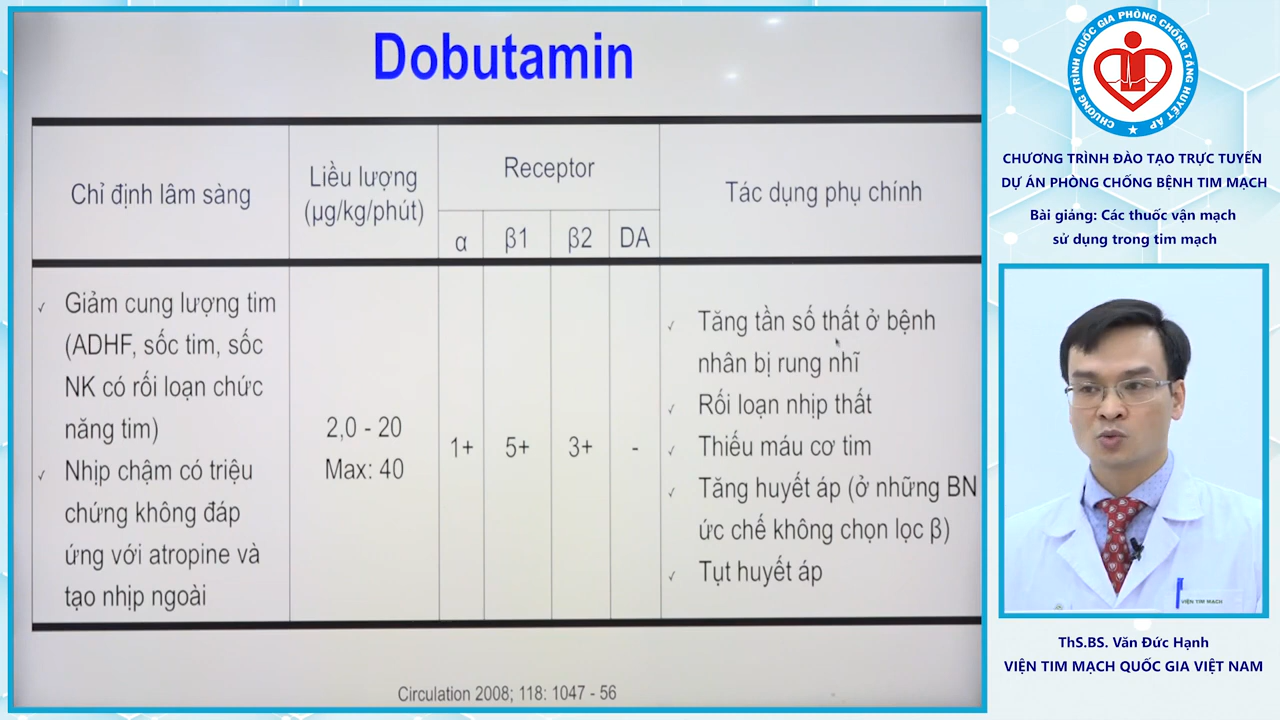 Dobutamin
Chỉ định lâm sàng
Liều lượng
(μg/kg/phút)
Receptor
α
β1
β2
DA
Tác dụng phụ chính
✓ Giảm cung lượng tim
(ADHF, sốc tim, sốc
NK có rối loạn chức
năng tim)
✓ Nhịp chậm có triệu
chứng không đáp
ứng với atropine và
tạo nhịp ngoài
2,0 - 20
Max: 40
1+
5+
3+
-
✓ Tăng tần số thất ở bệnh
nhân bị rung nhĩ
✓ Rối loạn nhịp thất
✓ Thiếu máu cơ tim
✓ Tăng huyết áp (ở những BN
ức chế không chọn lọc β)
✓ Tụt huyết áp
Circulation 2008; 118: 1047 - 56
CHƯƠNG TRÌNH QUỐC GIA PHÒNG CHỐNG TĂNG HUYẾT ÁP
CHƯƠNG TRÌNH ĐÀO TẠO TRỰC TUYẾN
DỰ ÁN PHÒNG CHỐNG BỆNH TIM MẠCH
Bài giảng: Các thuốc vận mạch
sử dụng trong tim mạch
VIỆN TIM MẠCH
ThS.BS. Văn Đức Hạnh
VIỆN TIM MẠCH QUỐC GIA VIỆT NAM